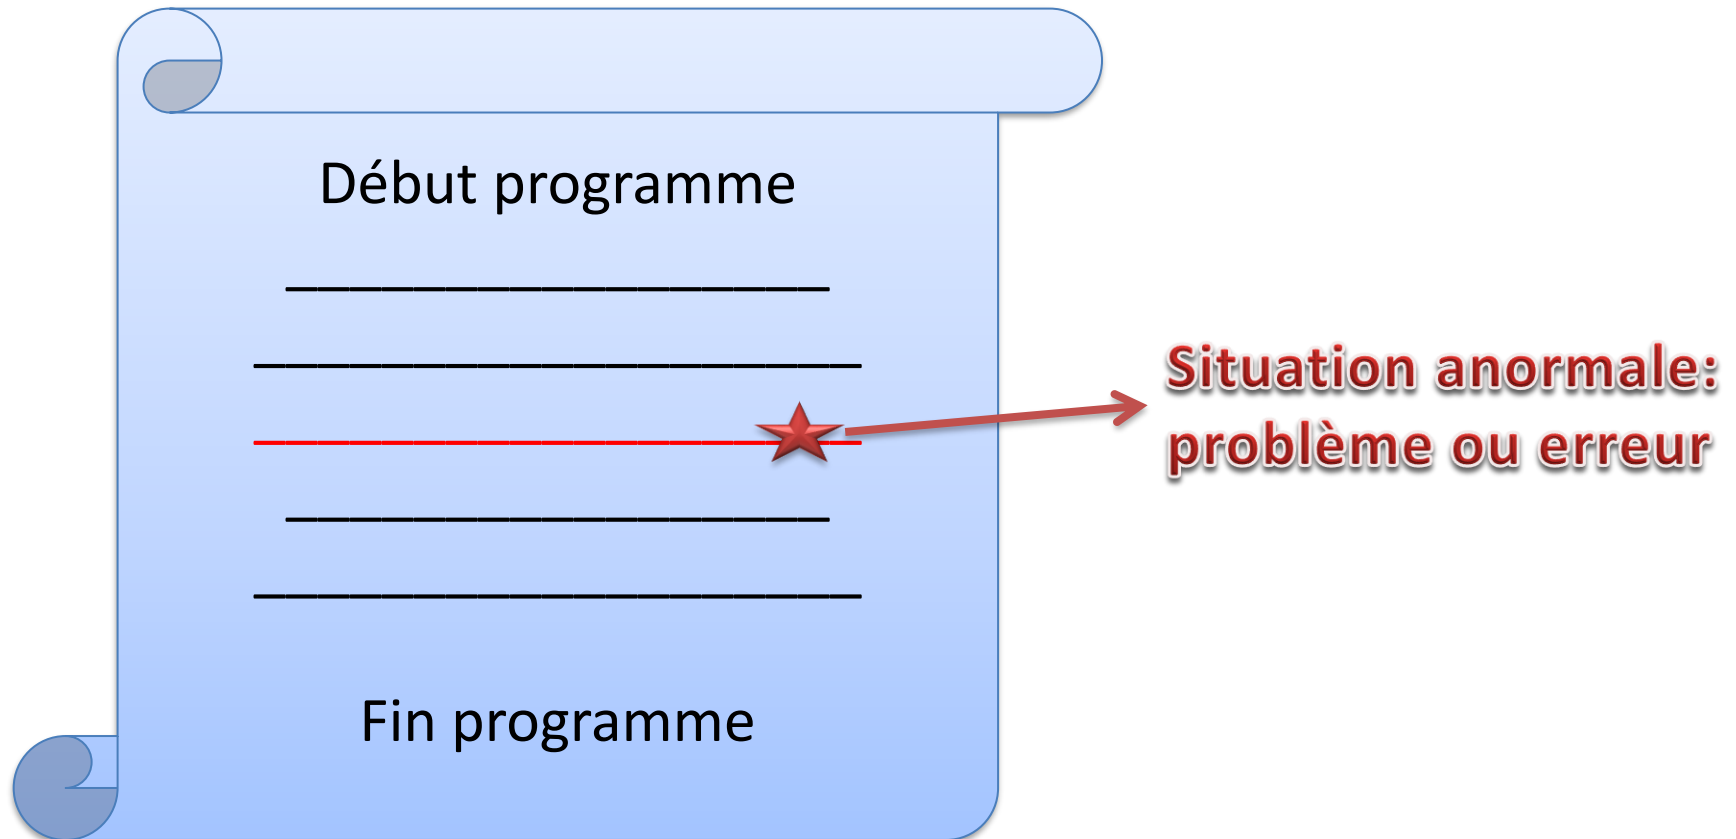 Début programme
Situation anormale:
problème ou erreur
Fin programme